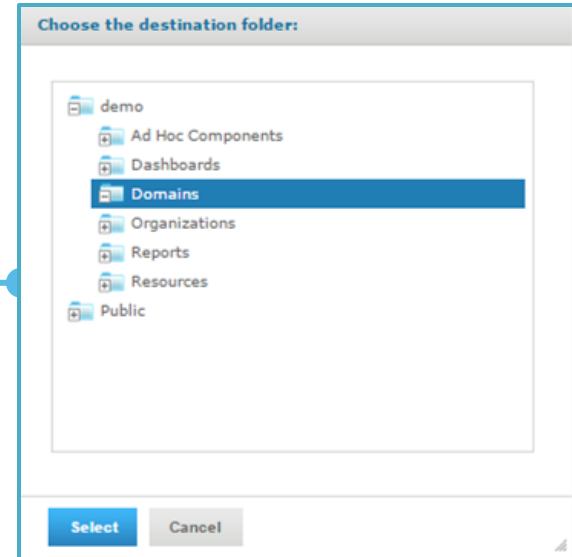 Choose the destination folder:
demo
Ad Hoc Components
Dashboards
Domains
Organizations
Reports
Resources
Public
Select Cancel